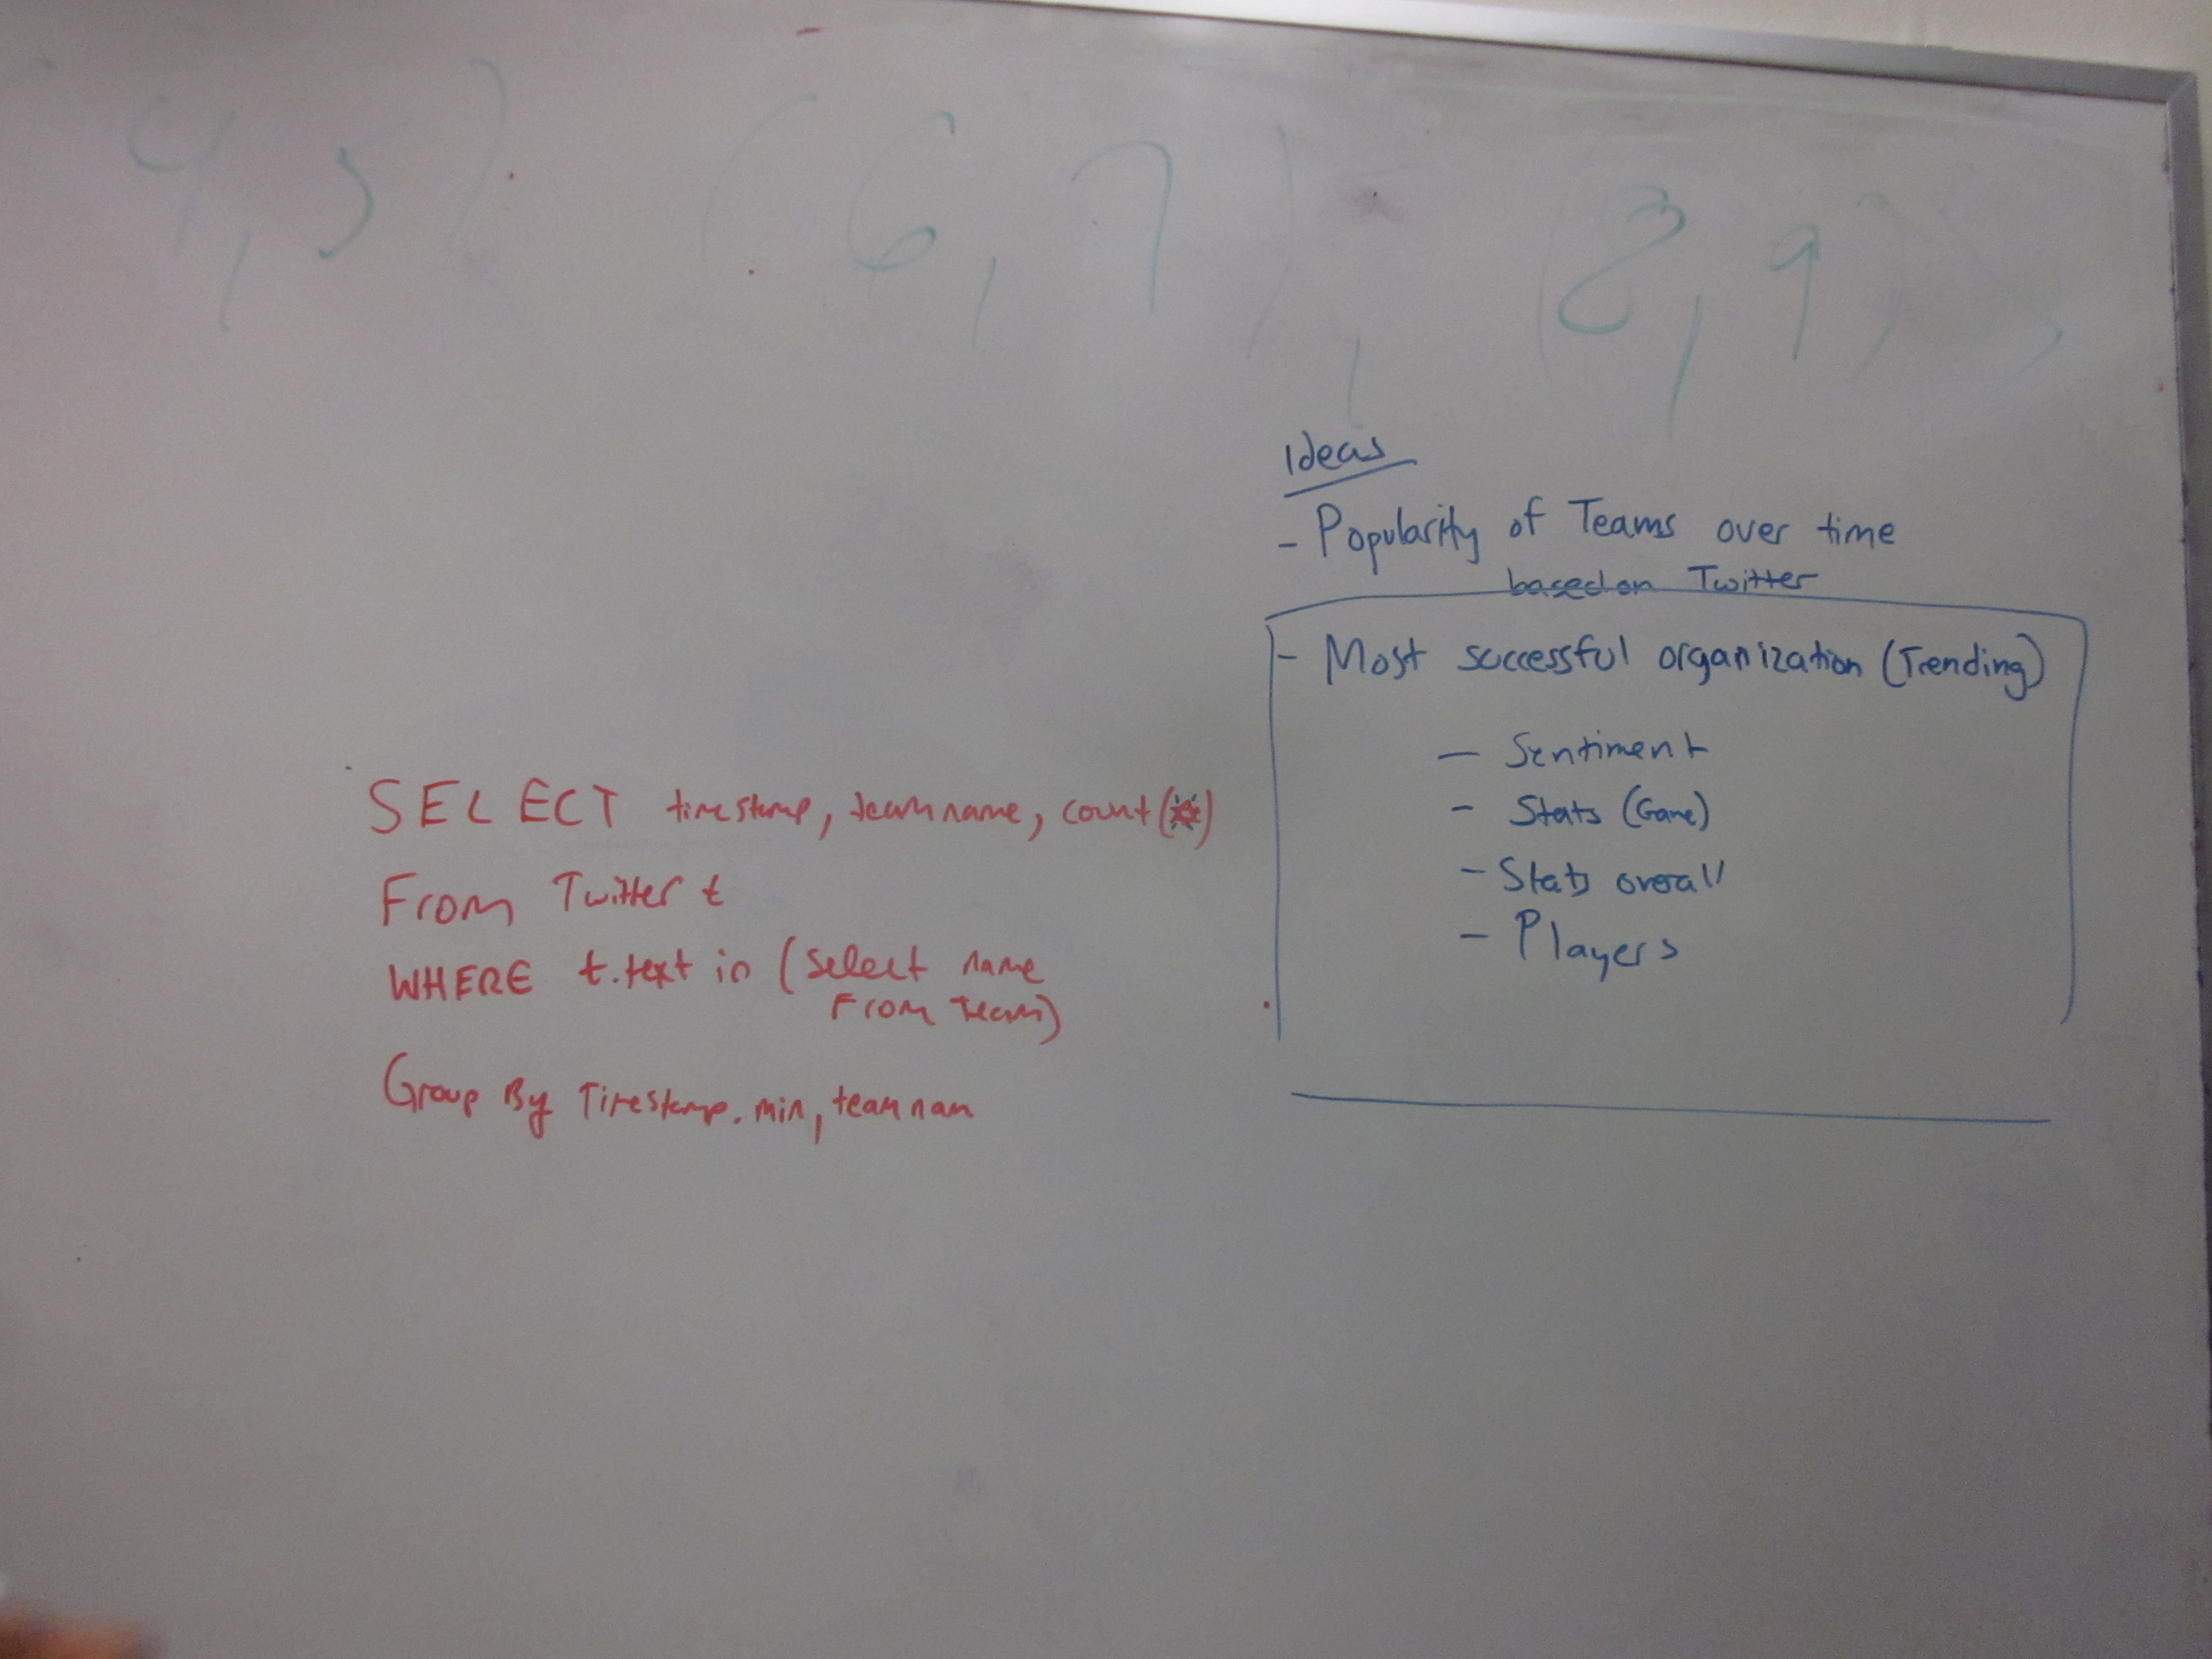 4, 5) (6, 7), (8, 9),
Ideas
- Popularity of Teams over time
based on Twitter
- Most successful organization (Trending)
- Sentiment
- Stats (Game)
- Stats overall
- Players
SELECT timestamp, teamname, count(*)
From Twitter t
WHERE t.text in (select name
From Team)
Group By Timestamp.min, teamnam